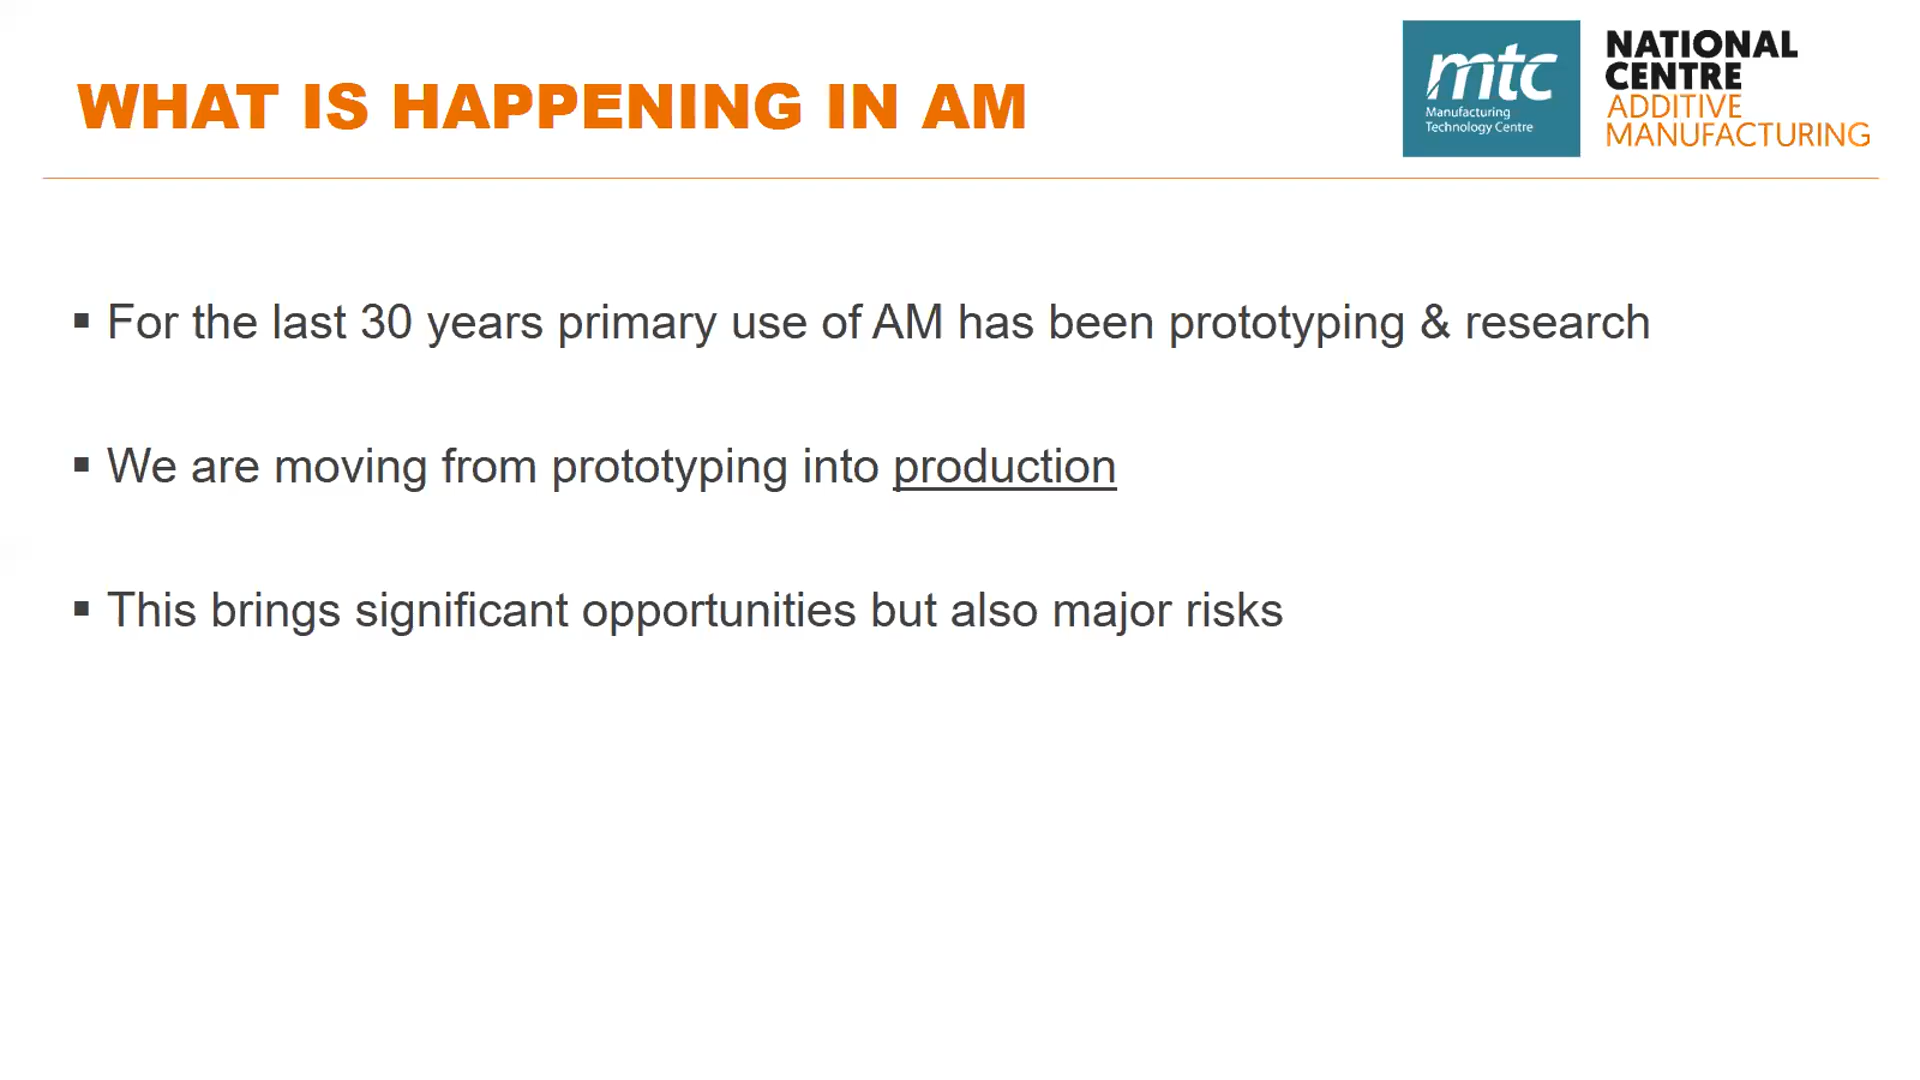 WHAT IS HAPPENING IN AM
mtc
Manufacturing
Technology Centre
NATIONAL
CENTRE
ADDITIVE
MANUFACTURING
▪ For the last 30 years primary use of AM has been prototyping & research
▪ We are moving from prototyping into production
▪ This brings significant opportunities but also major risks